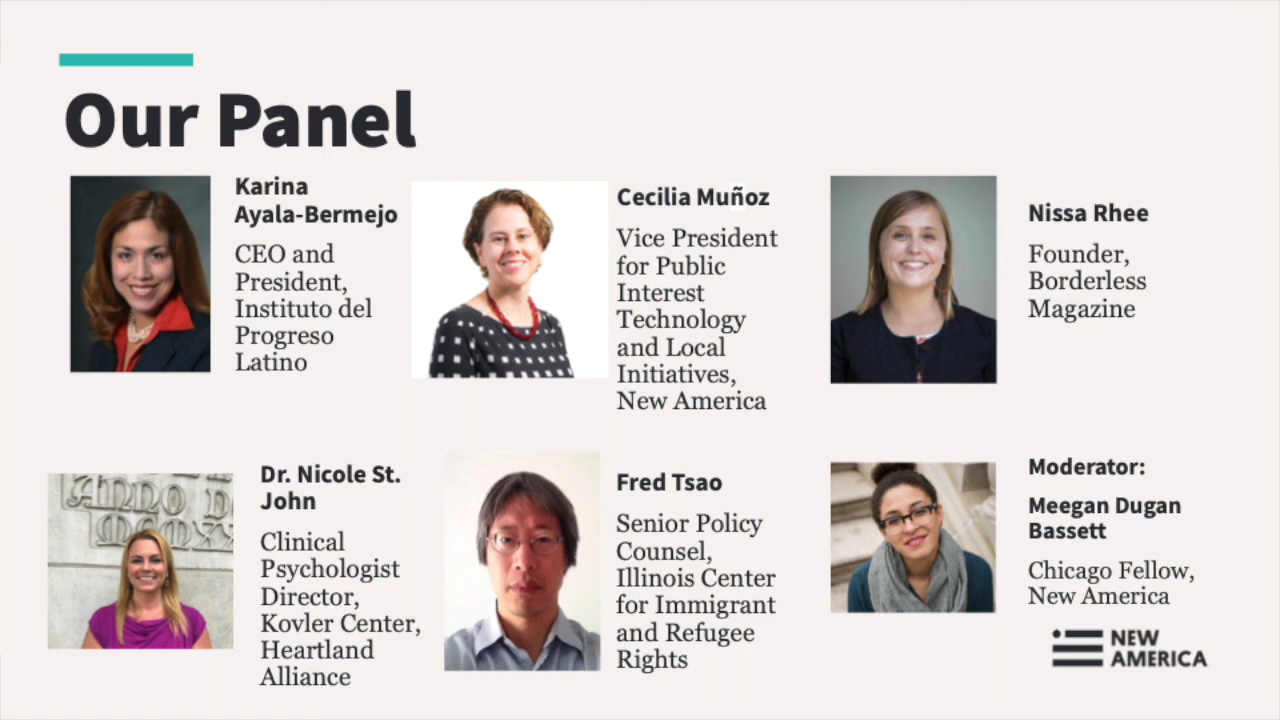 Our Panel
Karina
Ayala-Bermejo
CEO and
President,
Instituto del
Progreso
Latino
Cecilia Muñoz
Vice President
for Public
Interest
Technology
and Local
Initiatives,
New America
Nissa Rhee
Founder,
Borderless
Magazine
Dr. Nicole St.
John
Clinical
Psychologist
Director,
Kovler Center,
Heartland
Alliance
Fred Tsao
Senior Policy
Counsel,
Illinois Center
for Immigrant
and Refugee
Rights
Moderator:
Meegan Dugan
Bassett
Chicago Fellow,
New America
NEW
AMERICA